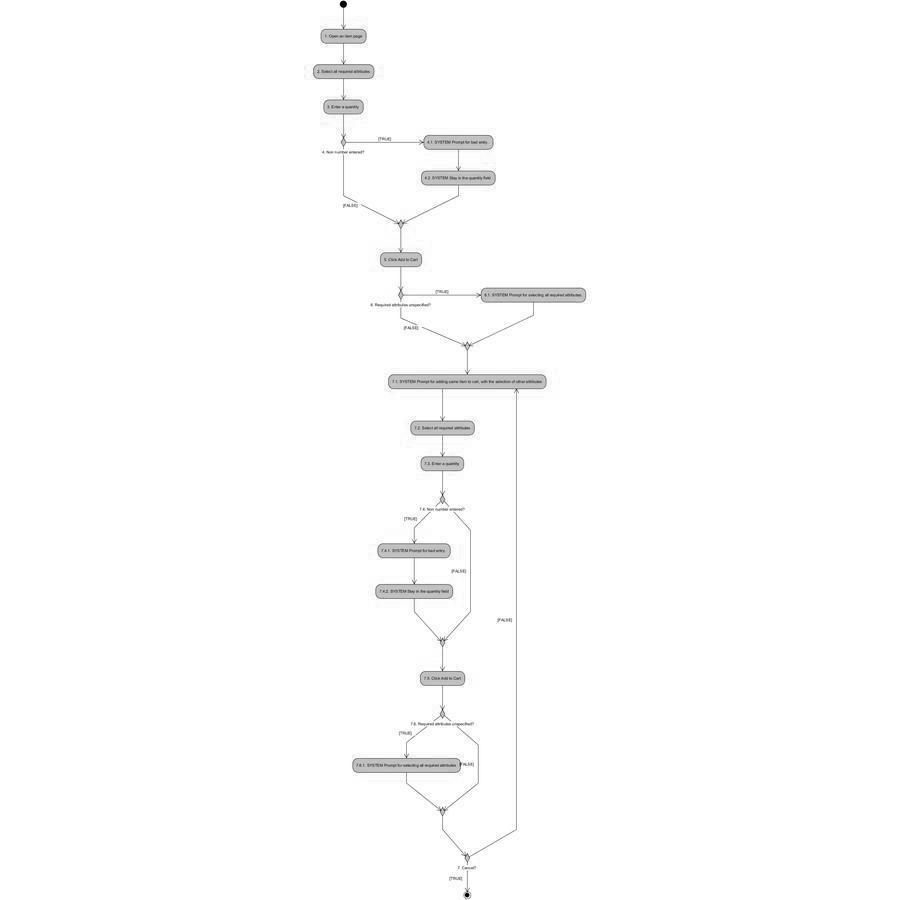 1. Open an item page
2. Select all required attributes
3. Enter a quantity
[TRUE]
4.1. SYSTEM Prompt for bad entry.
4. Non number entered?
4.2. SYSTEM Stay in the quantity field
[FALSE]
5. Click Add to Cart
[TRUE]
6.1. SYSTEM Prompt for selecting all required attributes.
6. Required attributes unspecified?
[FALSE]
7.1. SYSTEM Prompt for adding same item to cart, with the selection of other attributes
7.2. Select all required attributes
7.3. Enter a quantity
7.4. Non number entered?
[TRUE]
7.4.1. SYSTEM Prompt for bad entry.
[FALSE]
7.4.2. SYSTEM Stay in the quantity field
[FALSE]
7.5. Click Add to Cart
7.6. Required attributes unspecified?
[TRUE]
7.6.1. SYSTEM Prompt for selecting all required attributes
[FALSE]
7. Cancel?
[TRUE]